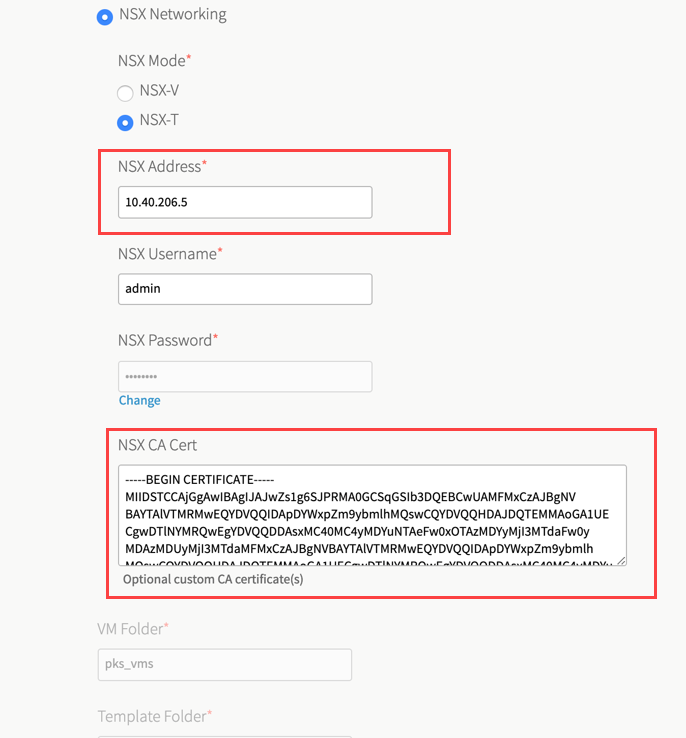 NSX Networking
NSX Mode*
NSX-V
NSX-T
NSX Address*
10.40.206.5
NSX Username*
admin
NSX Password*
••••••••
Change
NSX CA Cert
-----BEGIN CERTIFICATE-----
MIIDSTCCAjGgAwIBAgIJAJwZs1g6SJPRMA0GCSqGSIb3DQEBCwUAMFMxCzAJBgNV
BAYTAlVTMRMwEQYDVQQIDApDYWxpZm9ybmlhMQswCQYDVQQHDAJDQTEMMAoGA1UE
CgwDTlNYMRQwEgYDVQQDDAsxMC40MC4yMDYuNTAeFw0xOTAzMDYyMjI3MTdaFw0y
MDAzMDUyMjI3MTdaMFMxCzAJBgNVBAYTAlVTMRMwEQYDVQQIDApDYWxpZm9ybmlh
MQswCQYDVQQHDAJDQTEMMAoGA1UECgwDTlNYMRQwEgYDVQQDDAsxMC40MC4yMDYu
Optional custom CA certificate(s)
VM Folder*
pks_vms
Template Folder*